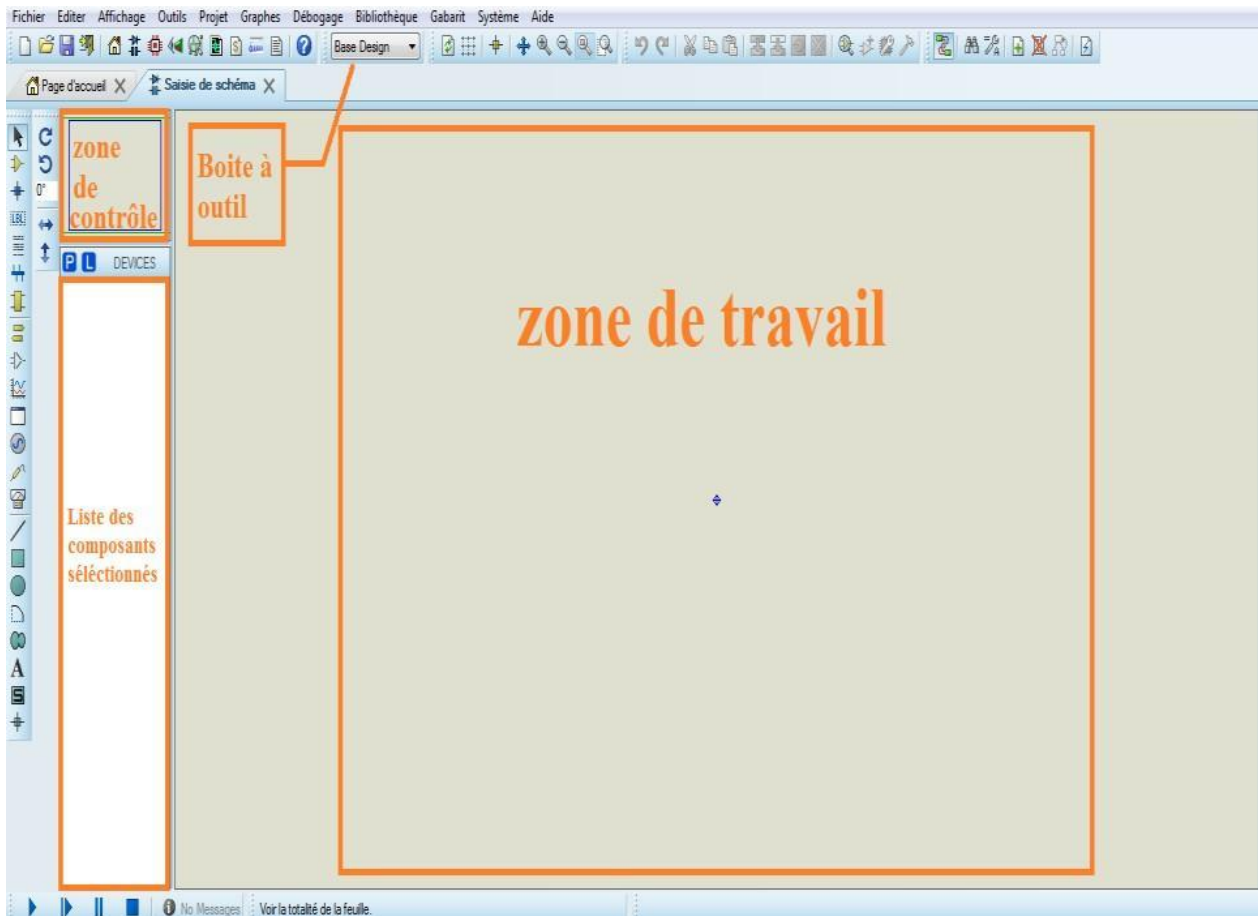 Fichier Editer Affichage Outils Projet Graphes Débogage Bibliothèque Gabarit Système Aide
Base Design
Page d'accueil X Saisie de schéma X
zone
de
contrôle
Boite à
outil
0°
LBL
P L DEVICES
zone de travail
Liste des
composants
séléctionnés
A
S
No Messages Voir la totalité de la feuille.